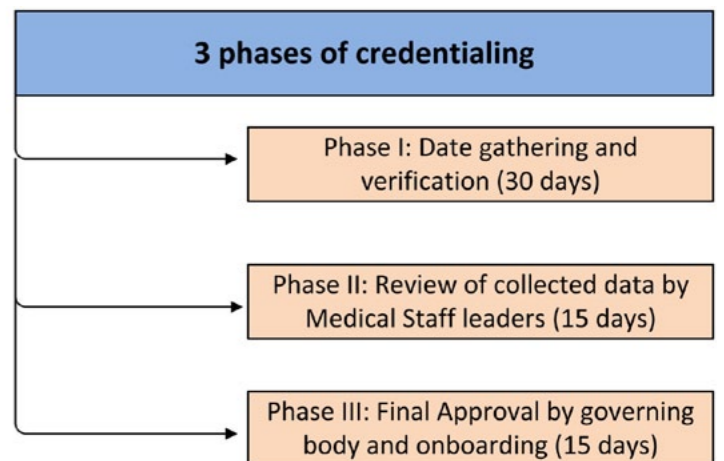 3 phases of credentialing
Phase I: Date gathering and
verification (30 days)
Phase II: Review of collected data by
Medical Staff leaders (15 days)
Phase III: Final Approval by governing
body and onboarding (15 days)